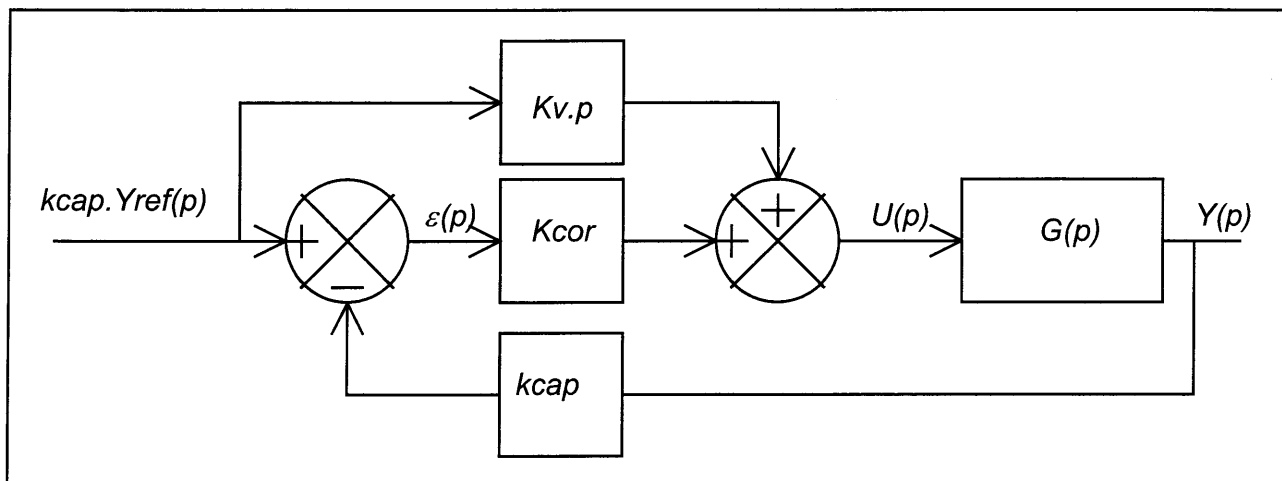 Kv.p
kcap.Yref(p)
ε(p)
Kcor
U(p)
G(p)
Y(p)
kcap